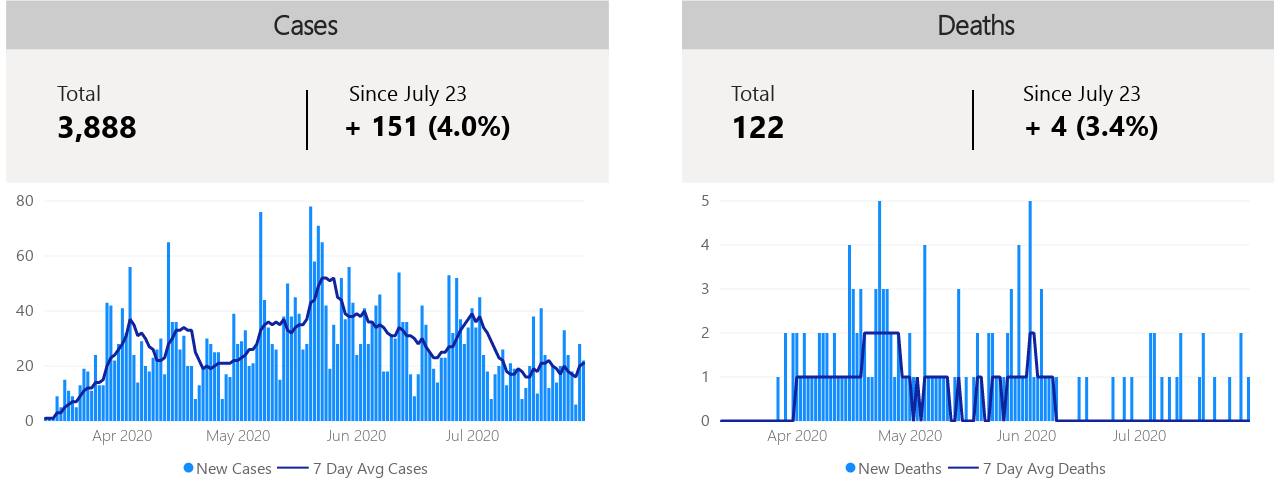 Cases
Total
3,888
Since July 23
+ 151 (4.0%)
80
60
40
20
0
Apr 2020 May 2020 Jun 2020 Jul 2020
New Cases 7 Day Avg Cases
Deaths
Total
122
Since July 23
+ 4 (3.4%)
5
4
3
2
1
0
Apr 2020 May 2020 Jun 2020 Jul 2020
New Deaths 7 Day Avg Deaths